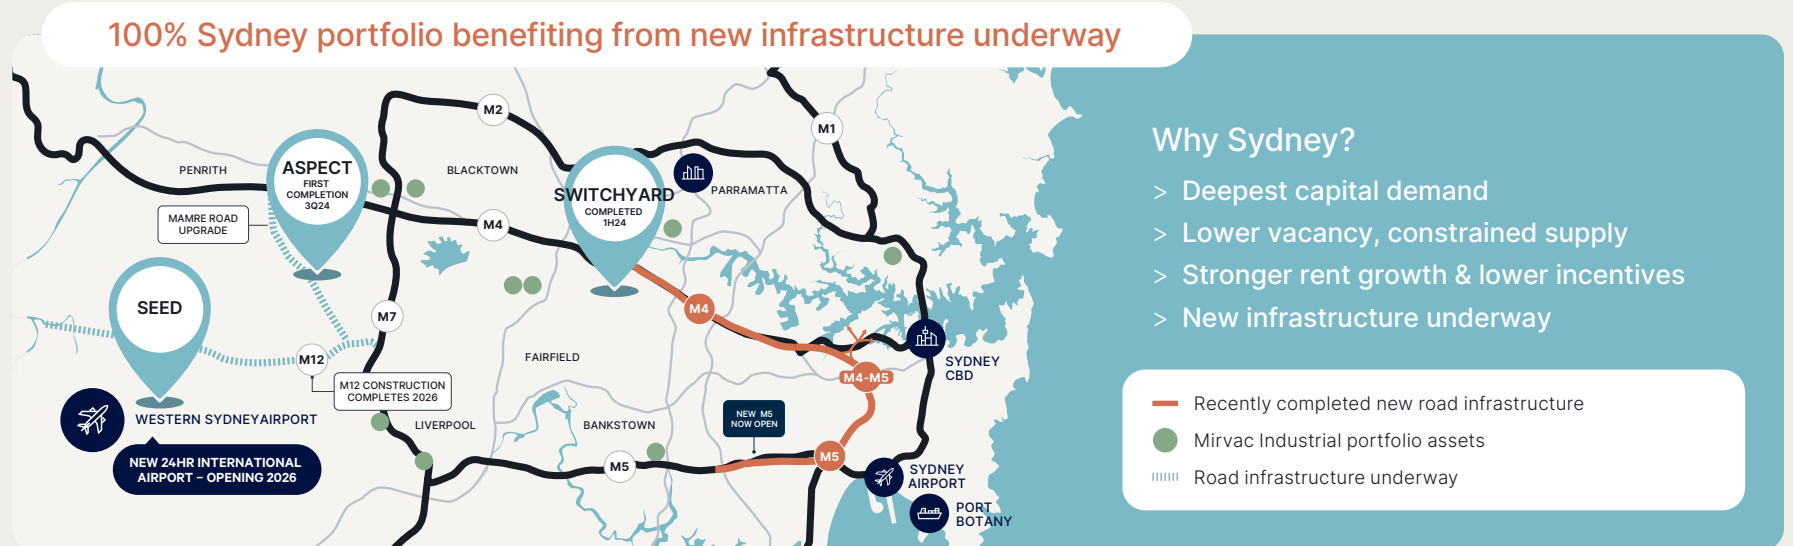 100% Sydney portfolio benefiting from new infrastructure underway
M2
M1
ASPECT
FIRST
COMPLETION
3Q24
PENRITH
BLACKTOWN
SWITCHYARD
COMPLETED
1H24
PARRAMATTA
MAMRE ROAD
UPGRADE
M4
SEED
M7
M4
M12
FAIRFIELD
SYDNEY
CBD
M4-M5
M12 CONSTRUCTION
COMPLETES 2026
WESTERN SYDNEYAIRPORT
LIVERPOOL
BANKSTOWN
NEW M5
NOW OPEN
NEW 24HR INTERNATIONAL
AIRPORT – OPENING 2026
M5
M5
SYDNEY
AIRPORT
PORT
BOTANY
Why Sydney?
> Deepest capital demand
> Lower vacancy, constrained supply
> Stronger rent growth & lower incentives
> New infrastructure underway
Recently completed new road infrastructure
Mirvac Industrial portfolio assets
Road infrastructure underway